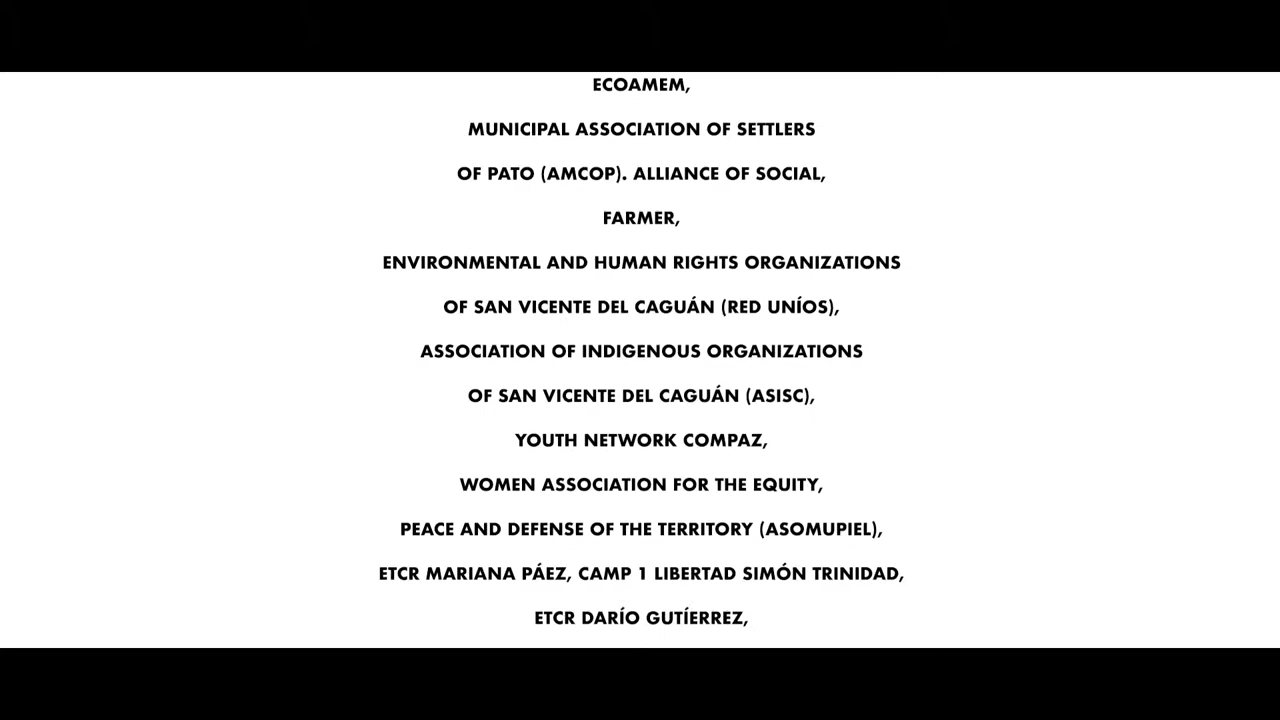 ECOAMEM,
MUNICIPAL ASSOCIATION OF SETTLERS
OF PATO (AMCOP). ALLIANCE OF SOCIAL,
FARMER,
ENVIRONMENTAL AND HUMAN RIGHTS ORGANIZATIONS
OF SAN VICENTE DEL CAGUÁN (RED UNÍOS),
ASSOCIATION OF INDIGENOUS ORGANIZATIONS
OF SAN VICENTE DEL CAGUÁN (ASISC),
YOUTH NETWORK COMPAZ,
WOMEN ASSOCIATION FOR THE EQUITY,
PEACE AND DEFENSE OF THE TERRITORY (ASOMUPIEL),
ETCR MARIANA PÁEZ, CAMP 1 LIBERTAD SIMÓN TRINIDAD,
ETCR DARÍO GUTÍERREZ,